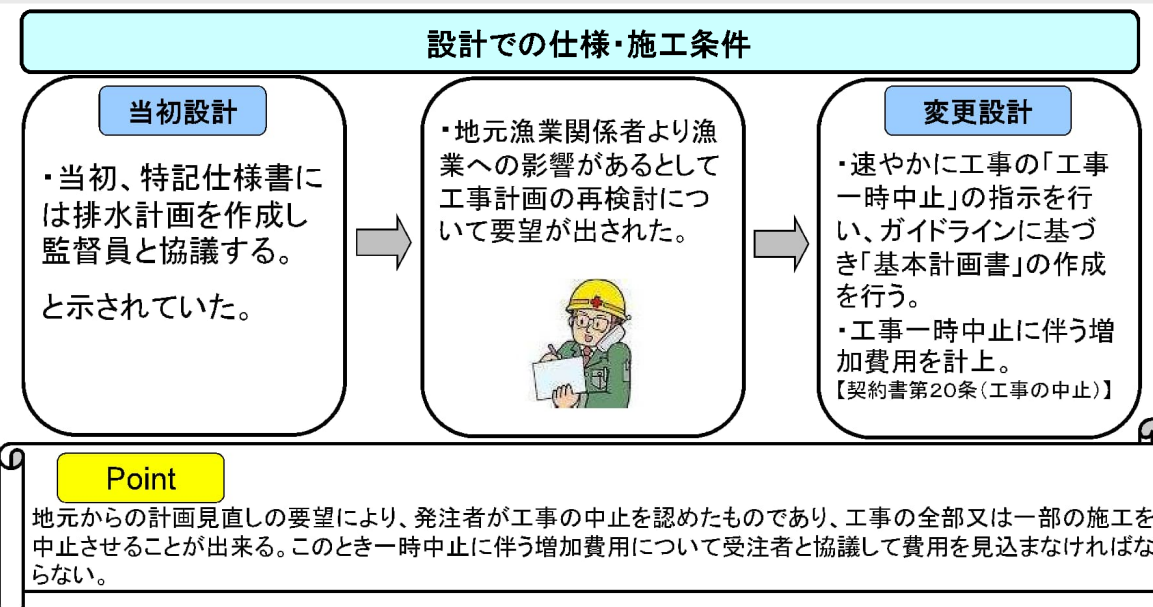 設計での仕様・施工条件
当初設計
・当初、特記仕様書に
は排水計画を作成し
監督員と協議する。
と示されていた。
・地元漁業関係者より漁
業への影響があるとして
工事計画の再検討につ
いて要望が出された。
変更設計
・速やかに工事の「工事
一時中止」の指示を行
い、ガイドラインに基づ
き「基本計画書」の作成
を行う。
・工事一時中止に伴う増
加費用を計上。
【契約書第20条(工事の中止)】
Point
地元からの計画見直しの要望により、発注者が工事の中止を認めたものであり、工事の全部又は一部の施工を
中止させることが出来る。このとき一時中止に伴う増加費用について受注者と協議して費用を見込まなければな
らない。